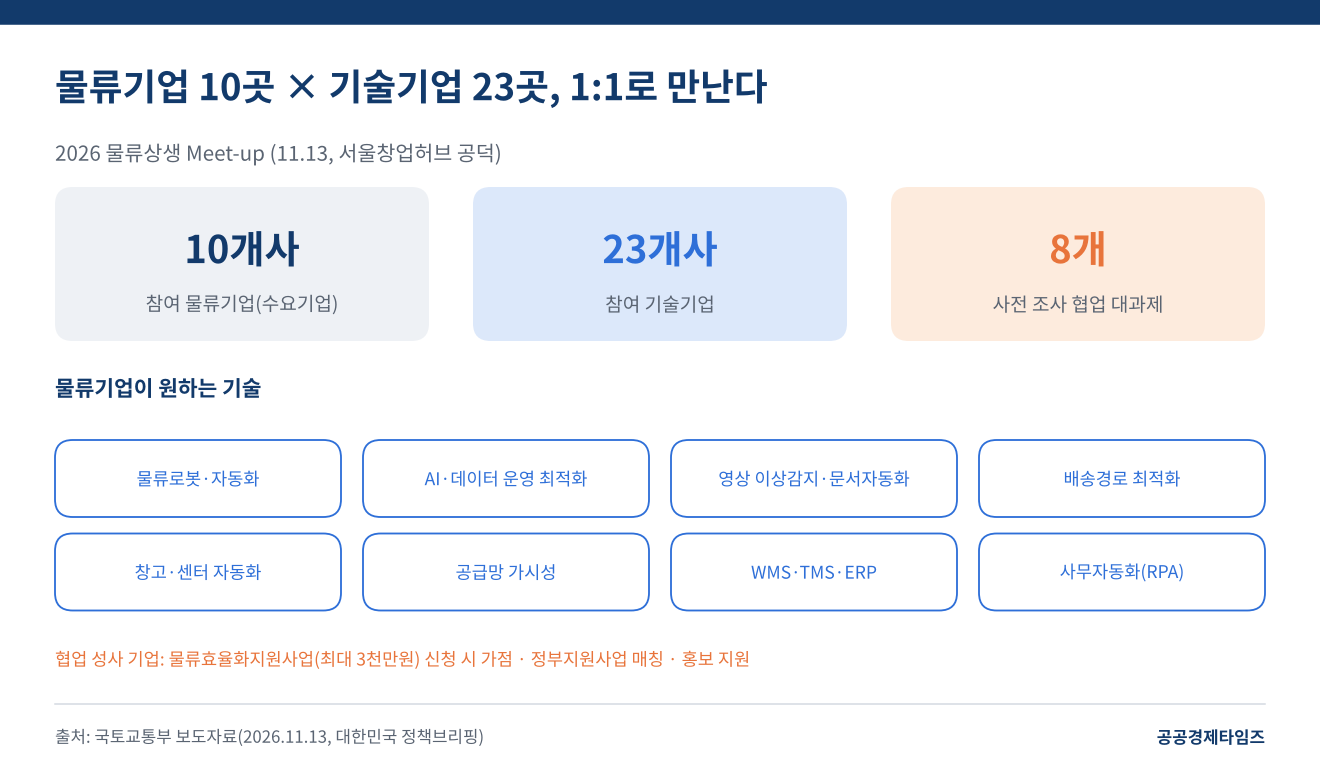 물류기업 10곳 × 기술기업 23곳, 1:1로 만난다
2026 물류상생 Meet-up (11.13, 서울창업허브 공덕)
10개사
참여 물류기업(수요기업)
23개사
참여 기술기업
8개
사전 조사 협업 대과제
물류기업이 원하는 기술
물류로봇·자동화
AI·데이터 운영 최적화
영상 이상감지·문서자동화
배송경로 최적화
창고·센터 자동화
공급망 가시성
WMS·TMS·ERP
사무자동화(RPA)
협업 성사 기업: 물류효율화지원사업(최대 3천만원) 신청 시 가점 · 정부지원사업 매칭 · 홍보 지원
출처: 국토교통부 보도자료(2026.11.13, 대한민국 정책브리핑)
공공경제타임즈